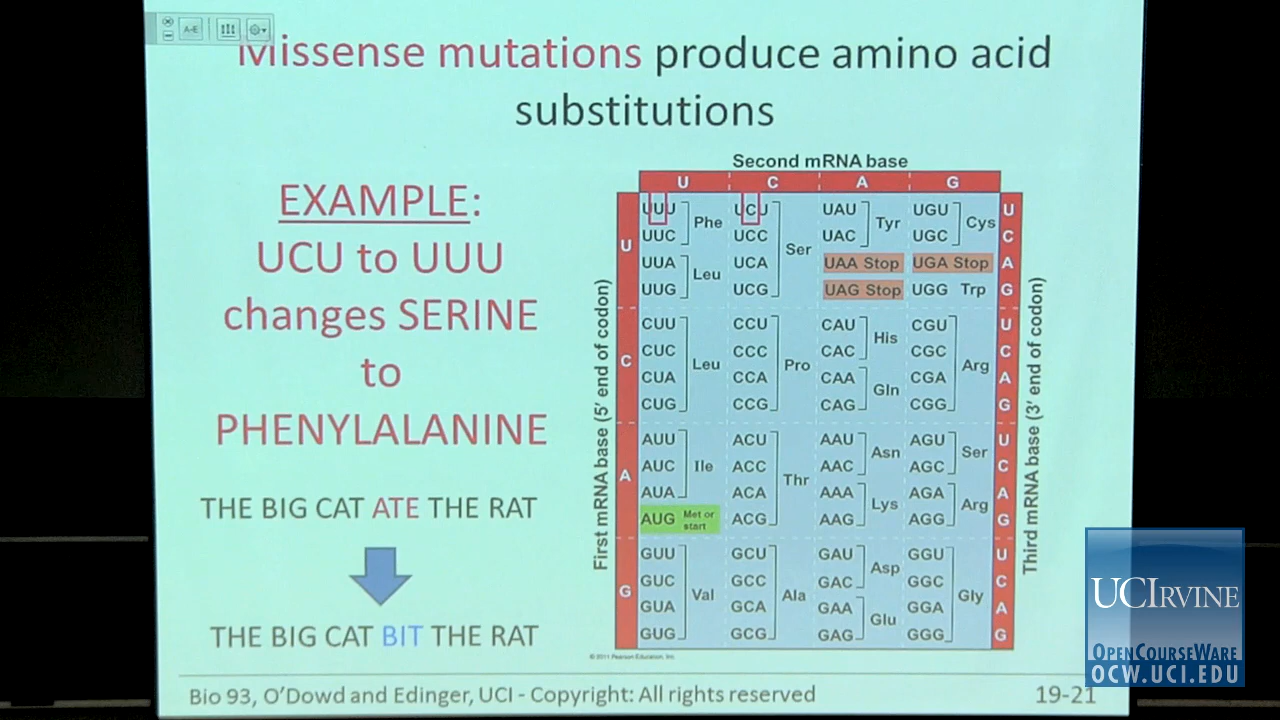 Missense mutations produce amino acid
substitutions
EXAMPLE:
UCU to UUU
changes SERINE
to
PHENYLALANINE
THE BIG CAT ATE THE RAT
THE BIG CAT BIT THE RAT
Second mRNA base
U C A G
First mRNA base (5' end of codon)
Third mRNA base (3' end of codon)
U
UUU UCU UAU UGU U
Phe Tyr Cys
UUC UCC UAC UGC C
Ser
UUA UCA UAA Stop UGA Stop A
Leu
UUG UCG UAG Stop UGG Trp G
C
CUU CCU CAU CGU U
His
CUC CCC CAC CGC C
Leu Pro Arg
CUA CCA CAA CGA A
Gln
CUG CCG CAG CGG G
A
AUU ACU AAU AGU U
Asn Ser
AUC Ile ACC AAC AGC C
Thr
AUA ACA AAA AGA A
Lys Arg
AUG Met or start ACG AAG AGG G
G
GUU GCU GAU GGU U
Asp
GUC GCC GAC GGC C
Val Ala Gly
GUA GCA GAA GGA A
Glu
GUG GCG GAG GGG G
© 2011 Pearson Education, Inc.
Bio 93, O'Dowd and Edinger, UCI - Copyright: All rights reserved 19-21
UCIRVINE
OPENCOURSEWARE
OCW.UCI.EDU
A-E